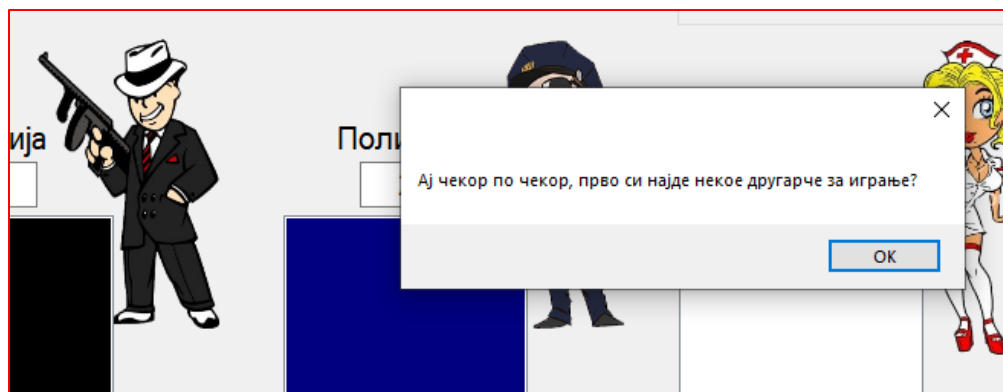 ија
Поли
Ај чекор по чекор, прво си најде некое другарче за играње?
OK